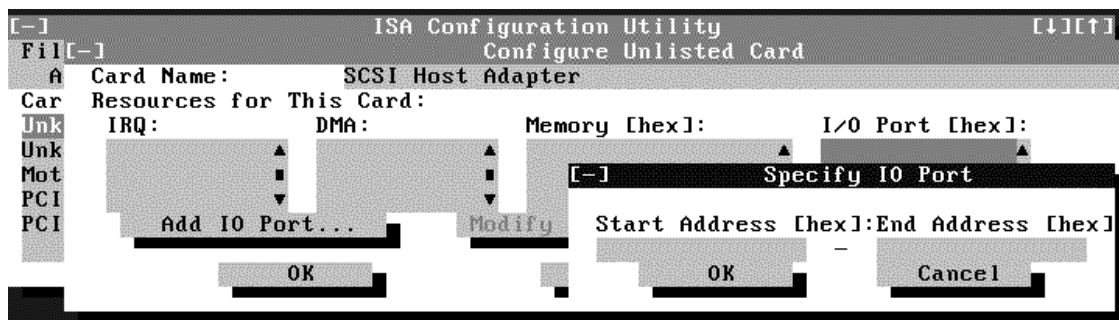 [-] ISA Configuration Utility [↓][↑]
Fil[-] Configure Unlisted Card
A Card Name: SCSI Host Adapter
Car Resources for This Card:
Unk IRQ: DMA: Memory [hex]: I/O Port [hex]:
Unk
Mot [-] Specify IO Port
PCI
PCI Add IO Port... Modify Start Address [hex]:End Address [hex]
OK OK Cancel